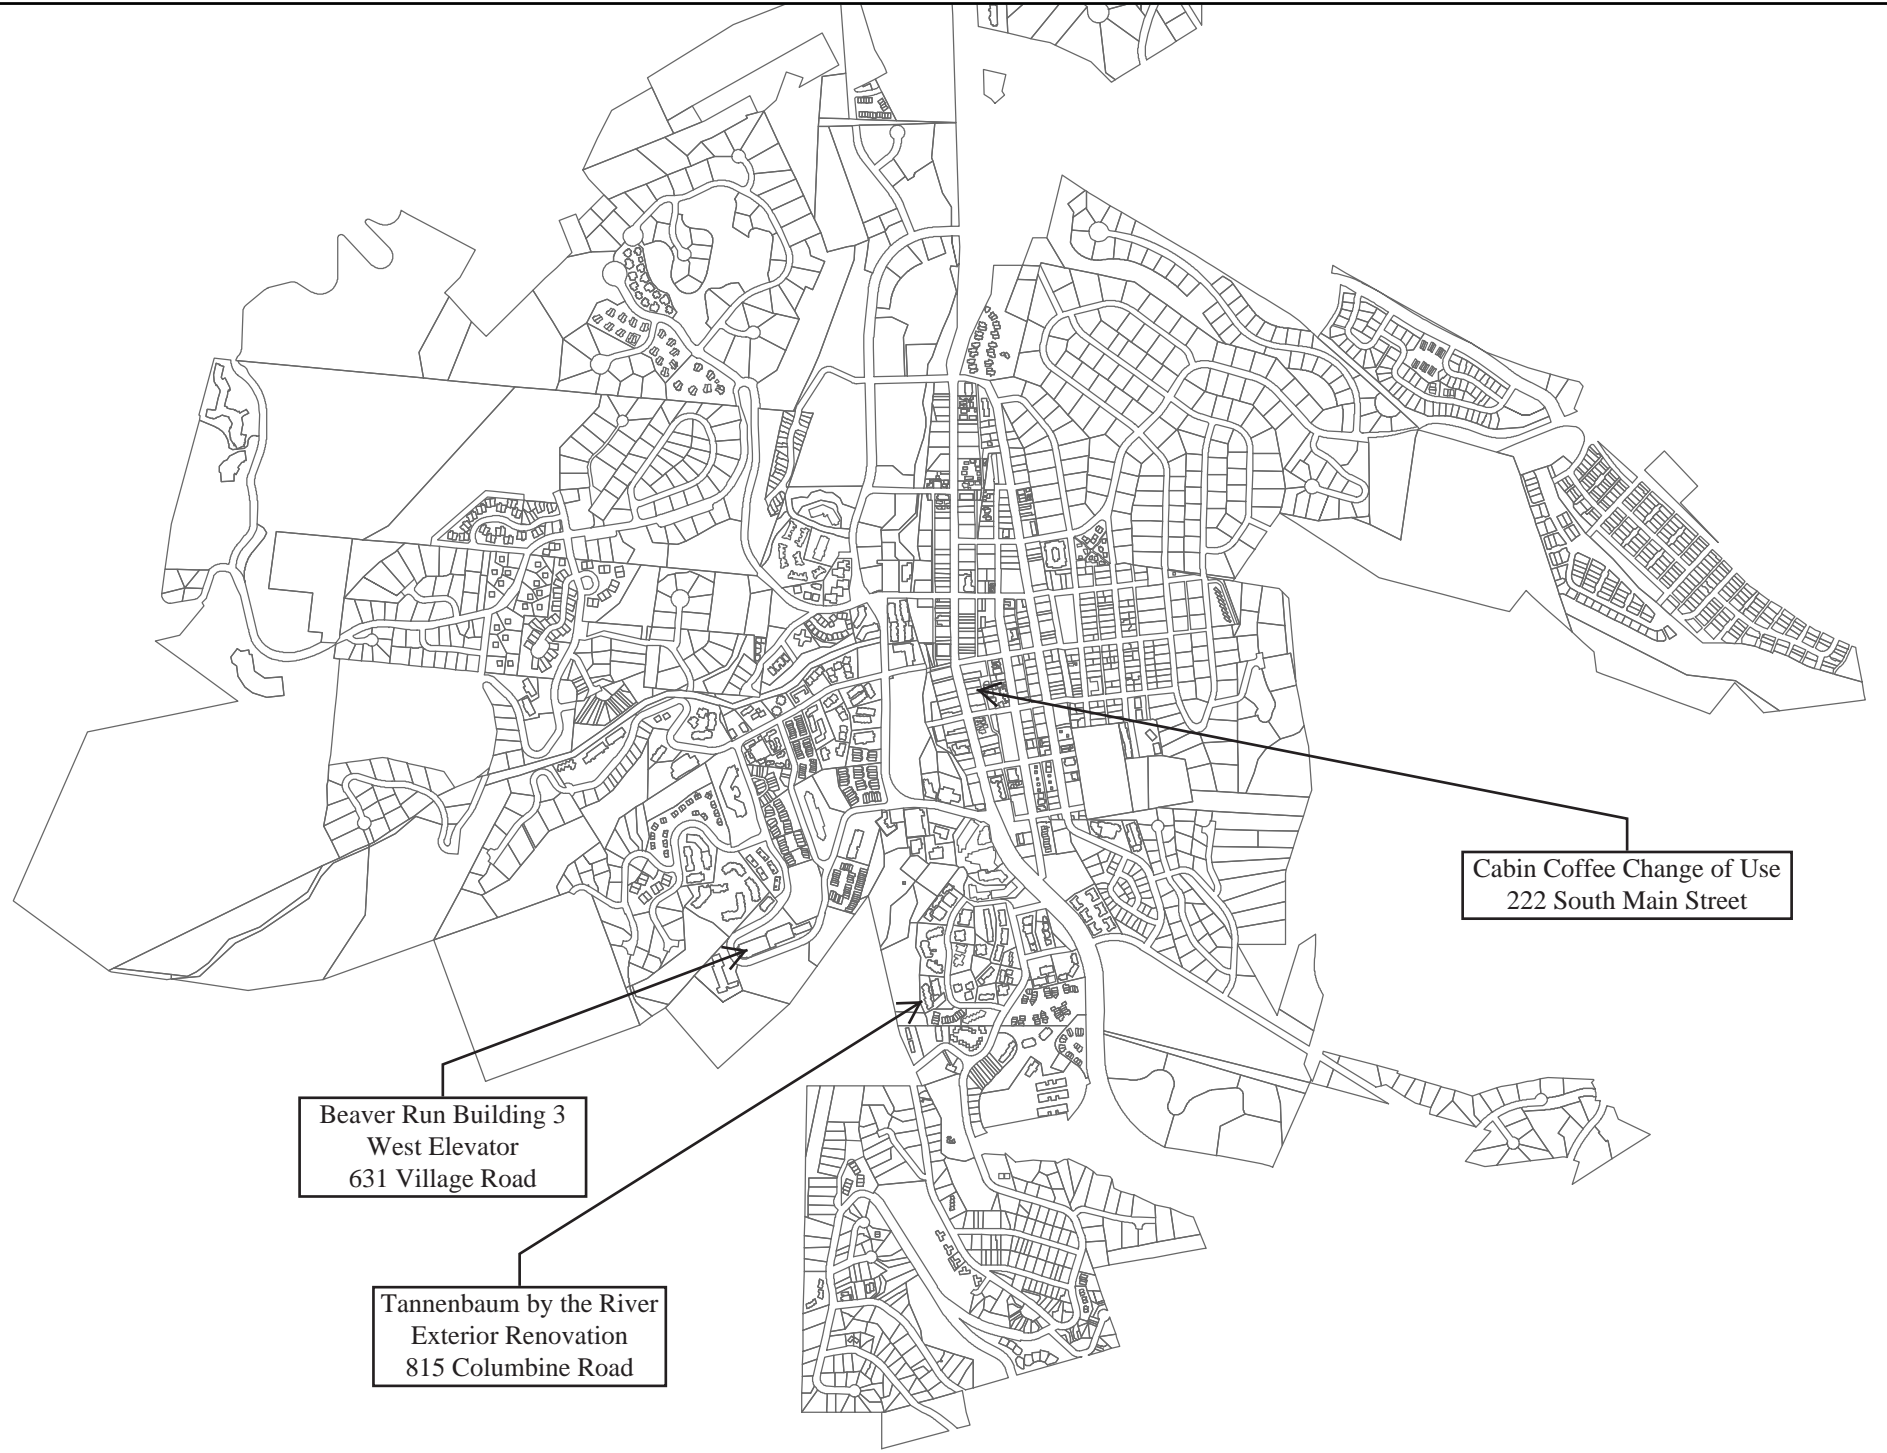 Cabin Coffee Change of Use
222 South Main Street
Beaver Run Building 3
West Elevator
631 Village Road
Tannenbaum by the River
Exterior Renovation
815 Columbine Road